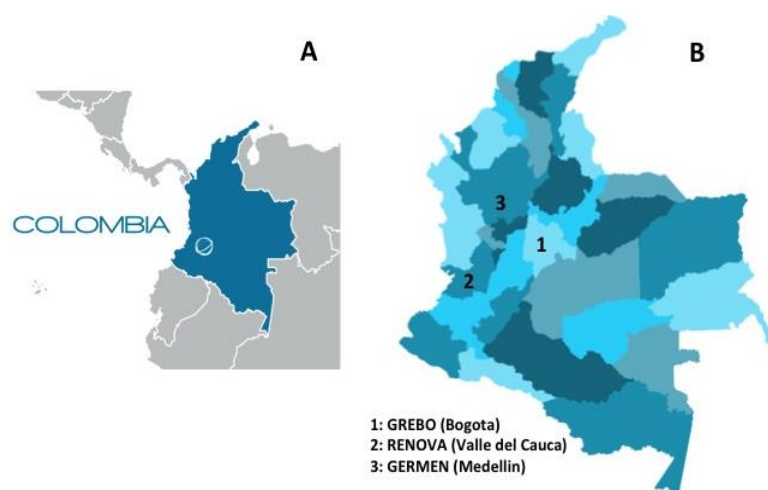 A
B
COLOMBIA
3
1
2
1: GREBO (Bogota)
2: RENOVA (Valle del Cauca)
3: GERMEN (Medellin)